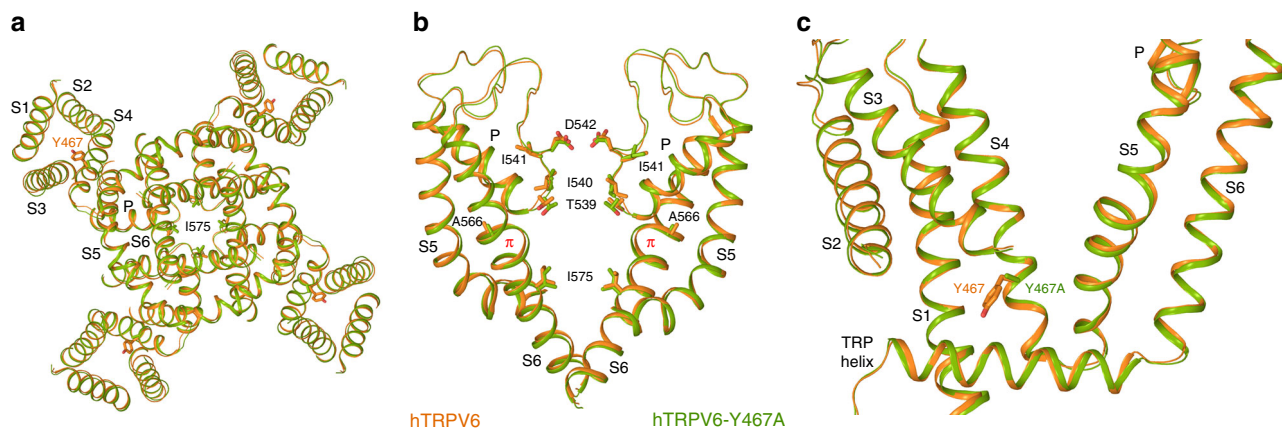 a
S2
S1
S4
Y467
S3
P
I575
S6
S5
b
D542
P
P
I541
I541
I540
T539
A566
A566
S5
π
π
S5
I575
S6
S6
hTRPV6
hTRPV6-Y467A
c
P
S3
S4
S5
S6
S2
Y467
Y467A
S1
TRP
helix